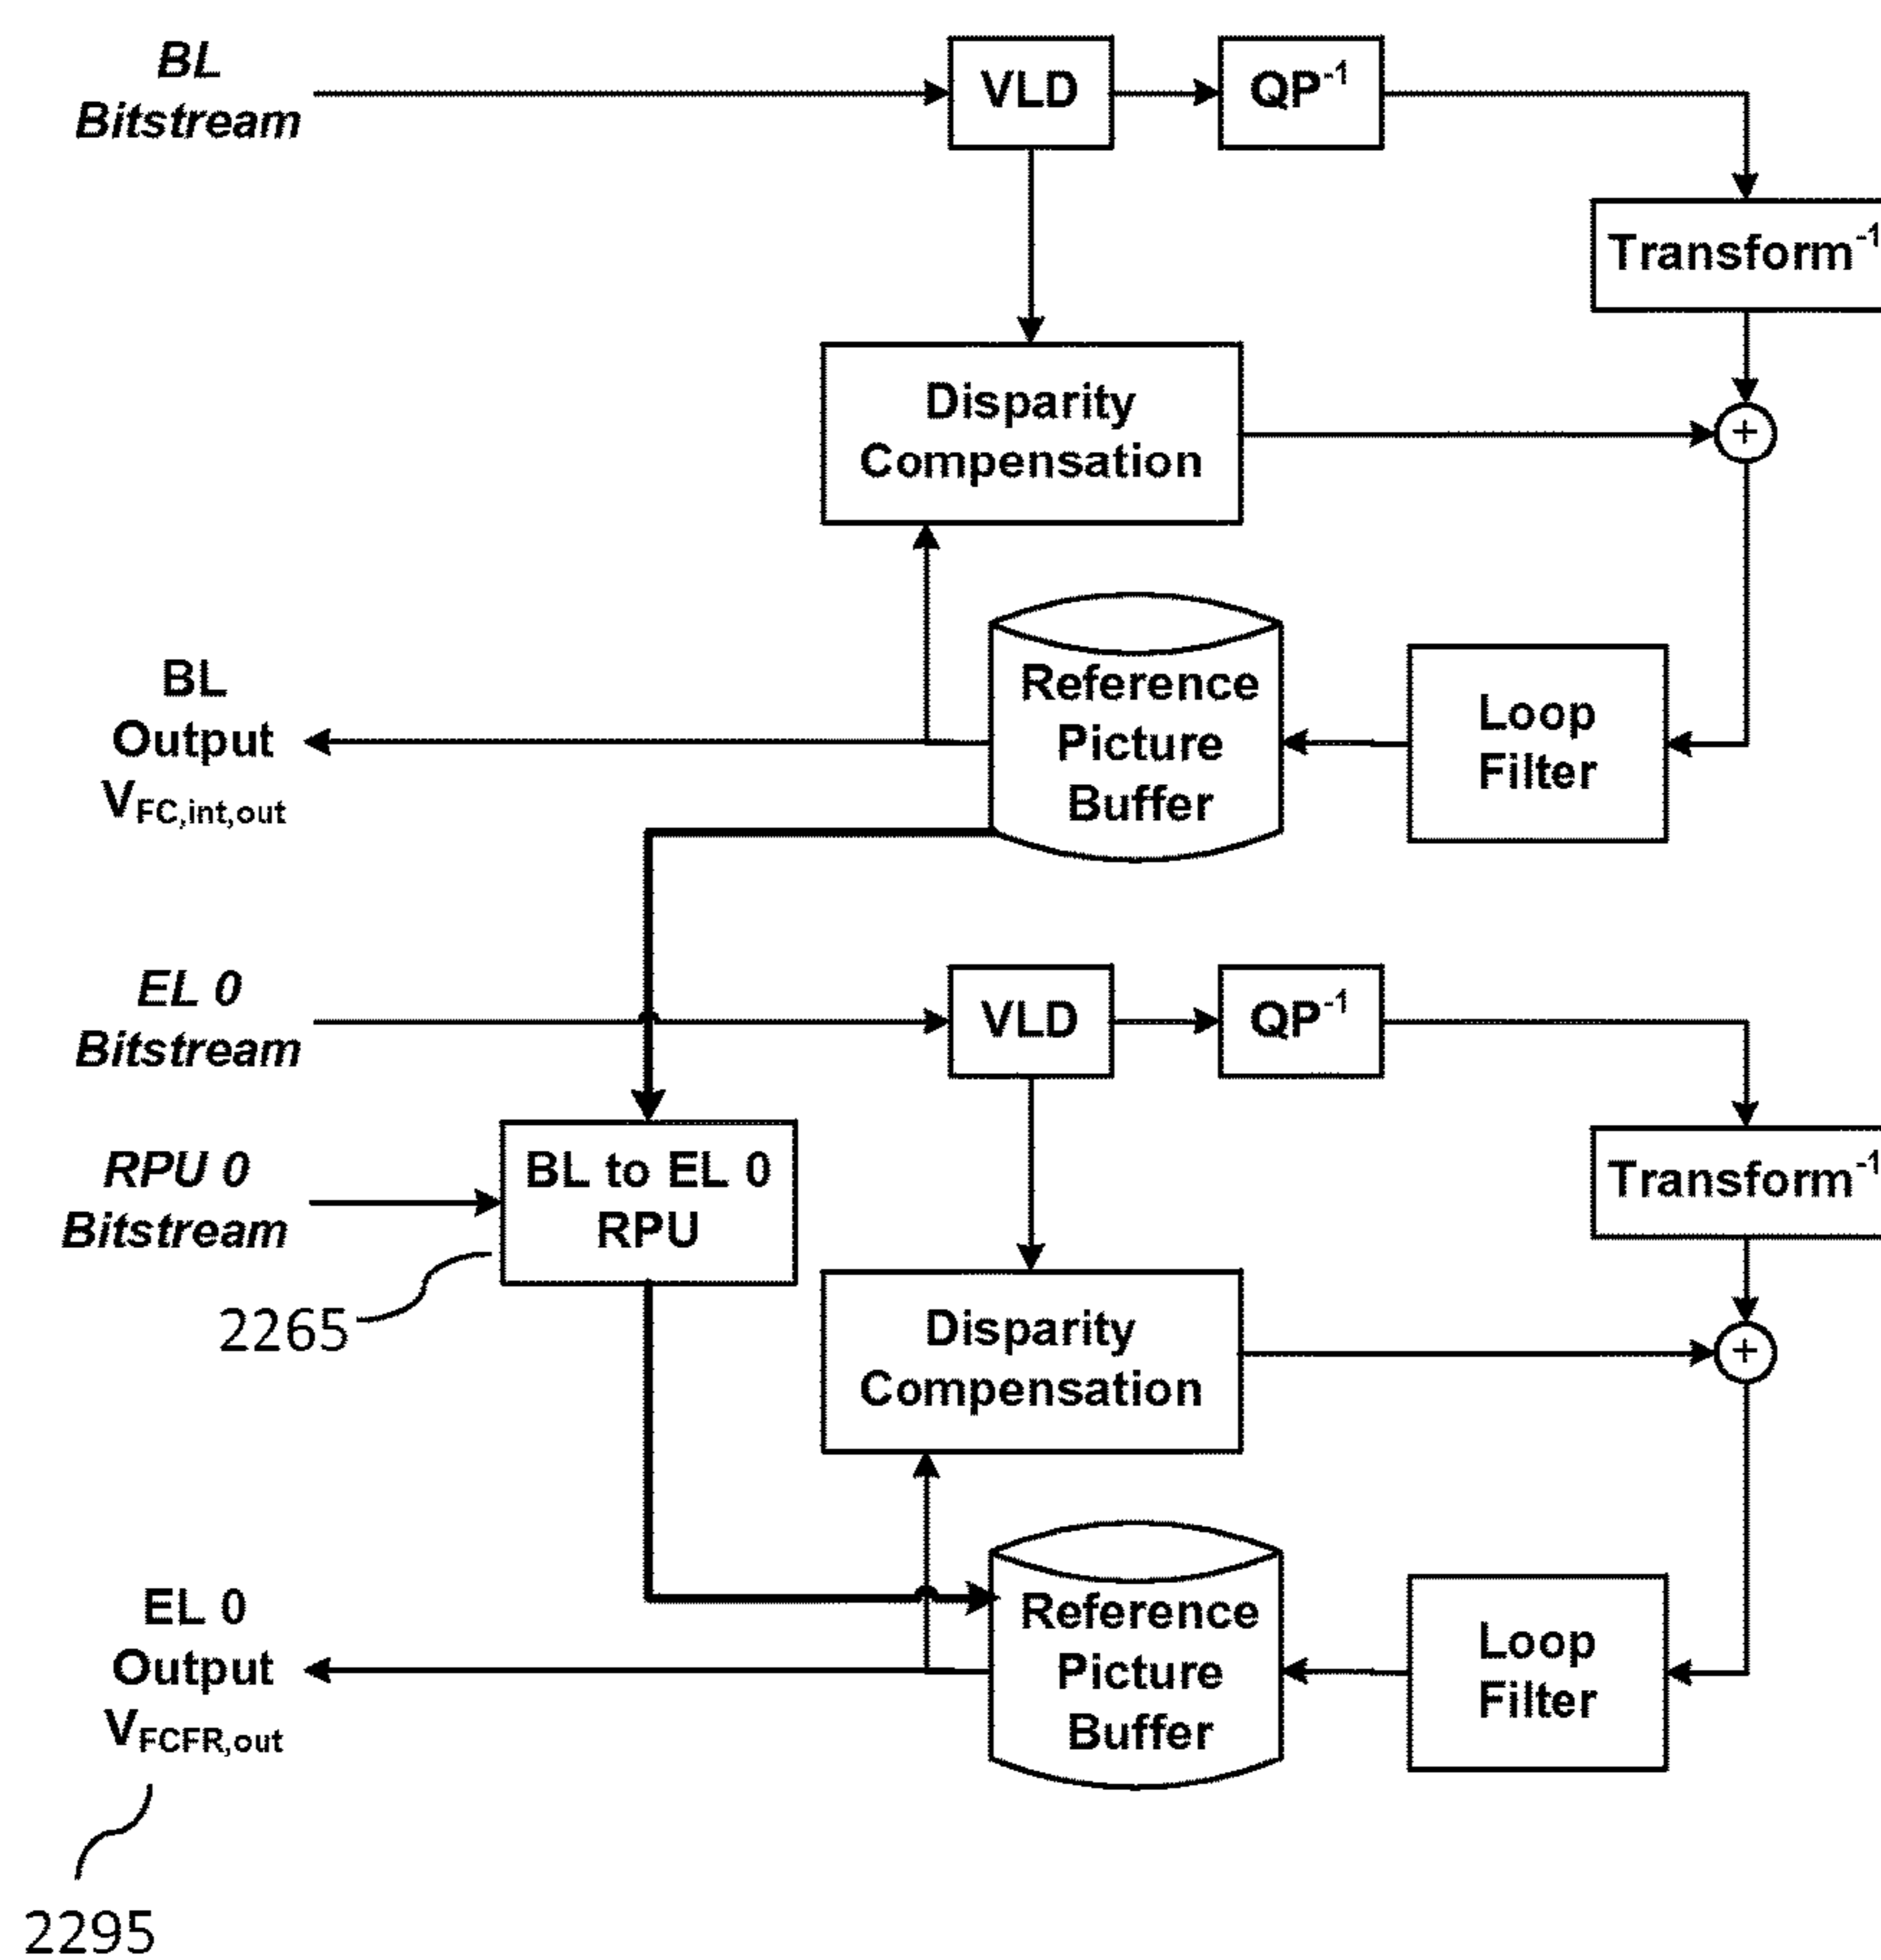 BL
Bitstream
VLD
QP⁻¹
Transform⁻¹
Disparity
Compensation
+
BL
Output
V_FC,int,out
Reference
Picture
Buffer
Loop
Filter
EL 0
Bitstream
VLD
QP⁻¹
RPU 0
Bitstream
BL to EL 0
RPU
Transform⁻¹
2265
Disparity
Compensation
+
EL 0
Output
V_FCFR,out
Reference
Picture
Buffer
Loop
Filter
2295